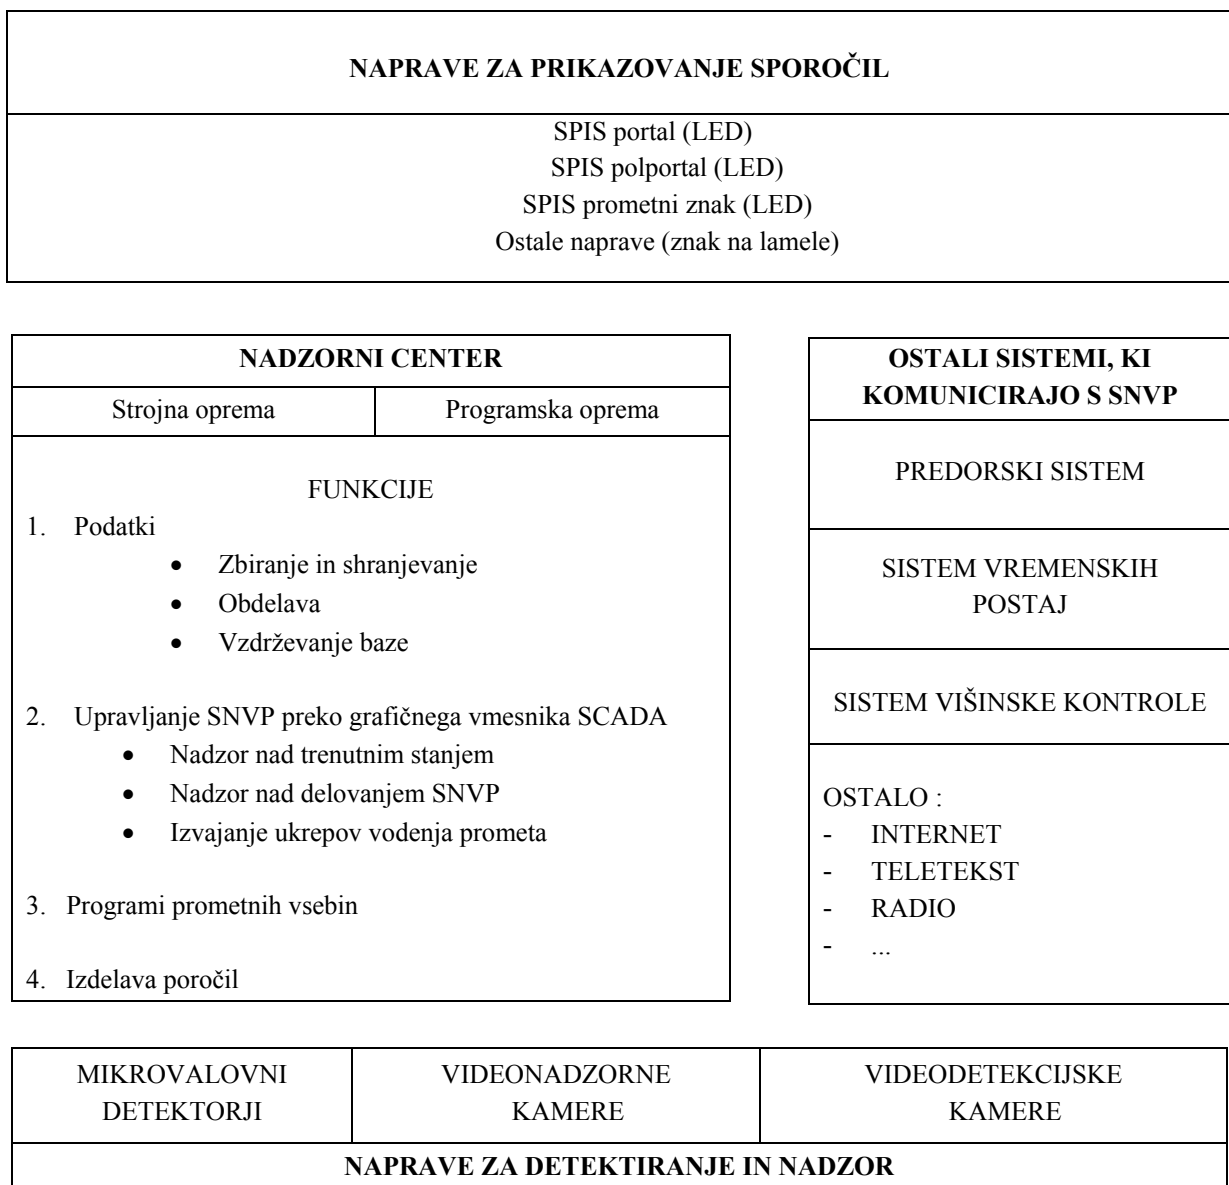 NAPRAVE ZA PRIKAZOVANJE SPOROČIL
SPIS portal (LED)
SPIS polportal (LED)
SPIS prometni znak (LED)
Ostale naprave (znak na lamele)
NADZORNI CENTER
Strojna oprema
Programska oprema
FUNKCIJE
1. Podatki
• Zbiranje in shranjevanje
• Obdelava
• Vzdrževanje baze
2. Upravljanje SNVP preko grafičnega vmesnika SCADA
• Nadzor nad trenutnim stanjem
• Nadzor nad delovanjem SNVP
• Izvajanje ukrepov vodenja prometa
3. Programi prometnih vsebin
4. Izdelava poročil
OSTALI SISTEMI, KI
KOMUNICIRAJO S SNVP
PREDORSKI SISTEM
SISTEM VREMENSKIH
POSTAJ
SISTEM VIŠINSKE KONTROLE
OSTALO :
- INTERNET
- TELETEKST
- RADIO
- ...
MIKROVALOVNI
DETEKTORJI
VIDEONADZORNE
KAMERE
VIDEODETEKCIJSKE
KAMERE
NAPRAVE ZA DETEKTIRANJE IN NADZOR